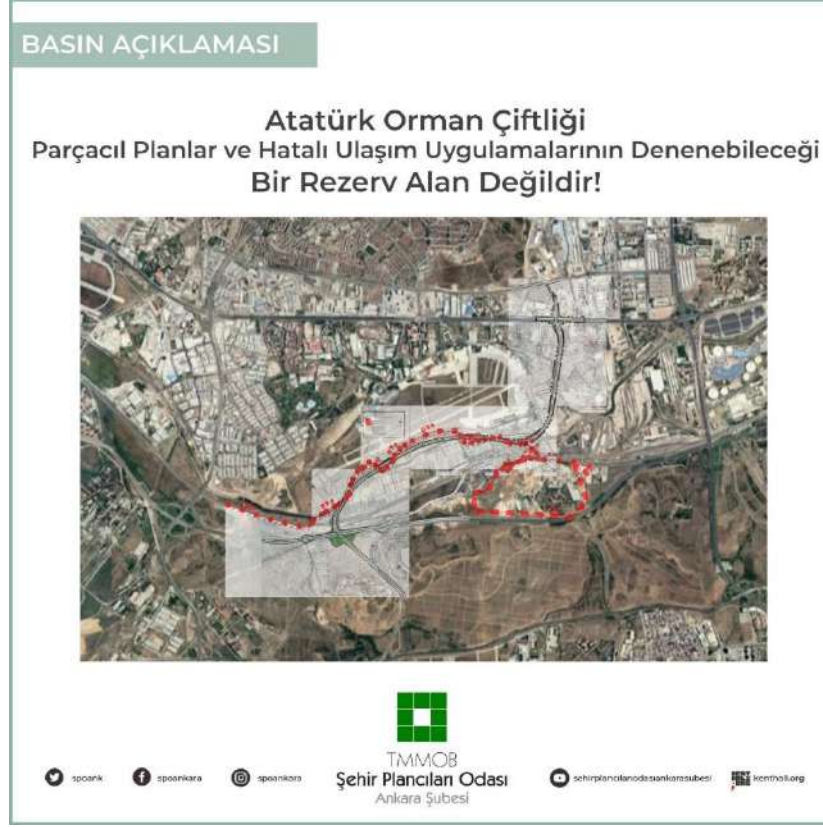 BASIN AÇIKLAMASI
Atatürk Orman Çiftliği
Parçacıl Planlar ve Hatalı Ulaşım Uygulamalarının Denenebileceği
Bir Rezerv Alan Değildir!
TMMOB
Şehir Plancıları Odası
Ankara Şubesi
spoank
spoankara
spoankara
sehirplancilariodasiankarasubesi
kenthali.org